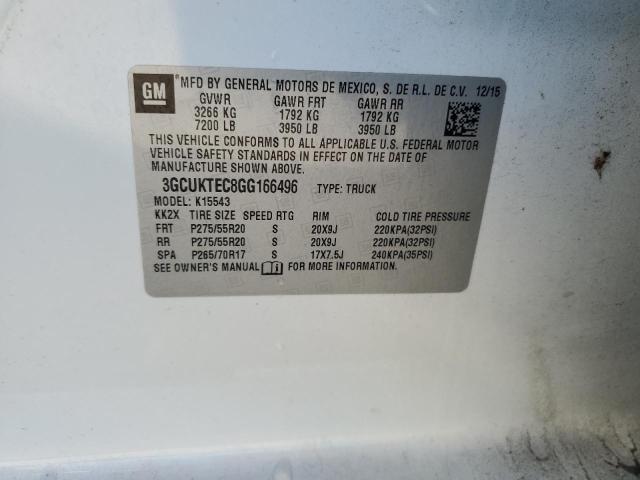 GM
*MFD BY GENERAL MOTORS DE MEXICO, S. DE R.L. DE C.V. 12/15
GVWR GAWR FRT GAWR RR
3266 KG 1792 KG 1792 KG
7200 LB 3950 LB 3950 LB
THIS VEHICLE CONFORMS TO ALL APPLICABLE U.S. FEDERAL MOTOR
VEHICLE SAFETY STANDARDS IN EFFECT ON THE DATE OF
MANUFACTURE SHOWN ABOVE.
3GCUKTEC8GG166496 TYPE: TRUCK
MODEL: K15543
KK2X TIRE SIZE SPEED RTG RIM COLD TIRE PRESSURE
FRT P275/55R20 S 20X9J 220KPA(32PSI)
RR P275/55R20 S 20X9J 220KPA(32PSI)
SPA P265/70R17 S 17X7.5J 240KPA(35PSI)
SEE OWNER'S MANUAL FOR MORE INFORMATION.